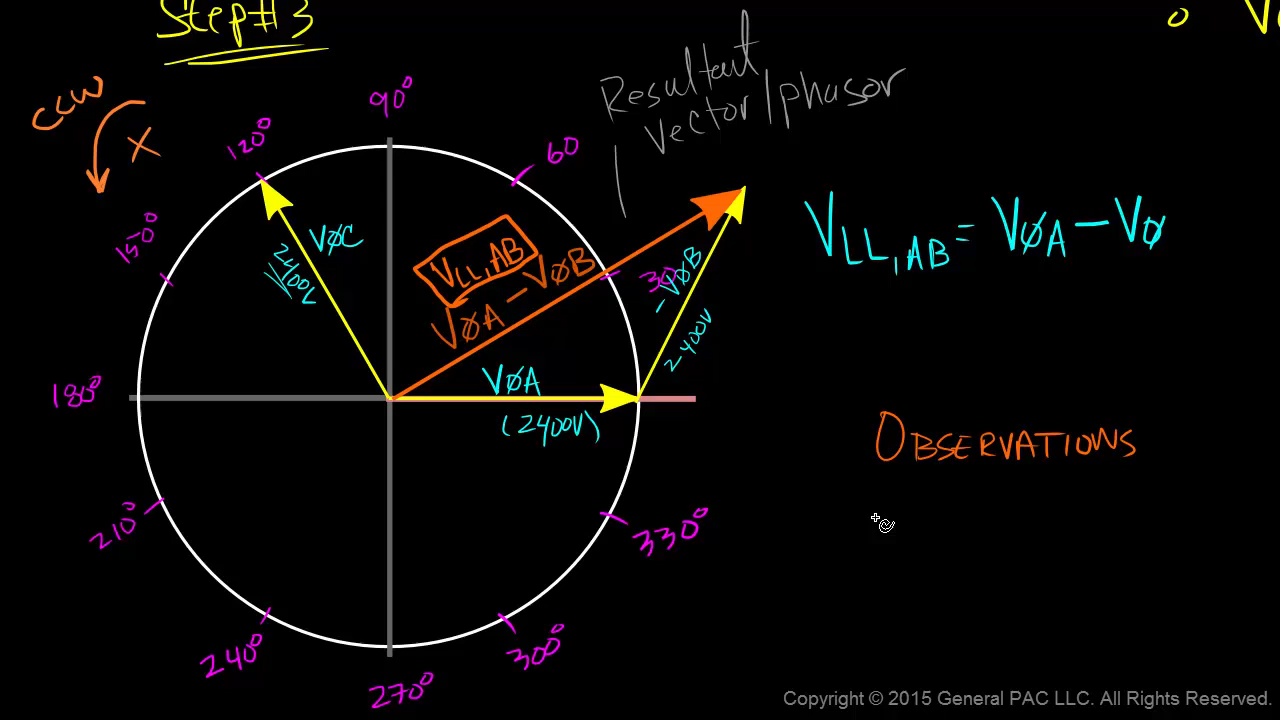 Step#3
o V
Resultant
vector/phasor
CCW
X
90°
120°
60
150°
VØC
2400V
VLL,AB
VØA - VØB
30
-VØB
2400V
VLL,AB = VØA - VØ
180°
VØA
(2400V)
OBSERVATIONS
210°
330°
240°
300°
270°
Copyright © 2015 General PAC LLC. All Rights Reserved.